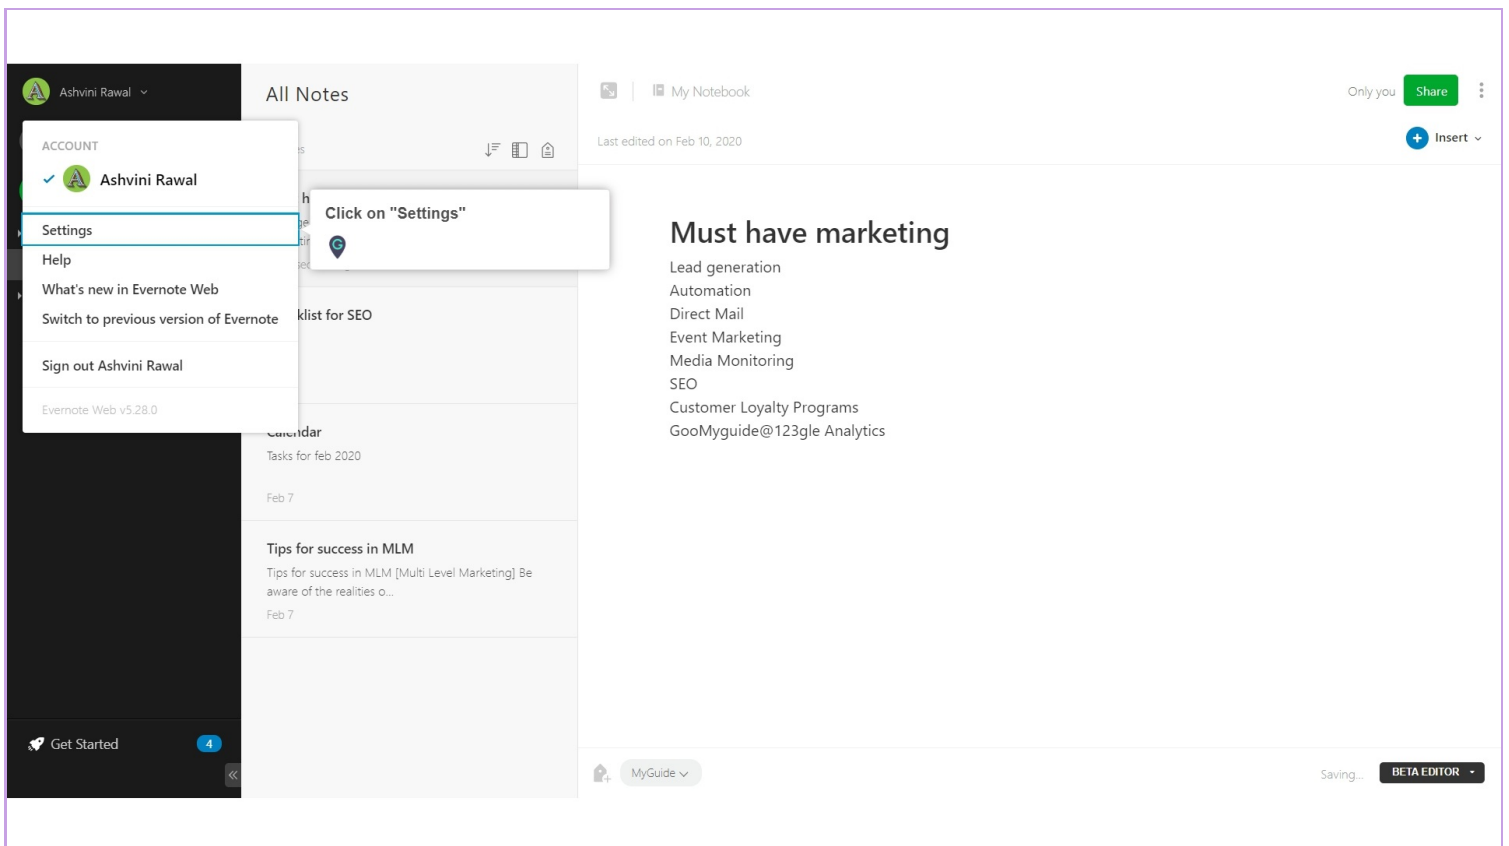 Ashvini Rawal
ACCOUNT
Ashvini Rawal
Settings
Help
What's new in Evernote Web
Switch to previous version of Evernote
Sign out Ashvini Rawal
Evernote Web v5.28.0
Get Started
4
All Notes
Click on "Settings"
G
klist for SEO
Calendar
Tasks for feb 2020
Feb 7
Tips for success in MLM
Tips for success in MLM [Multi Level Marketing] Be
aware of the realities o...
Feb 7
My Notebook
Only you
Share
Last edited on Feb 10, 2020
Insert
Must have marketing
Lead generation
Automation
Direct Mail
Event Marketing
Media Monitoring
SEO
Customer Loyalty Programs
GooMyguide@123gle Analytics
MyGuide
Saving...
BETA EDITOR